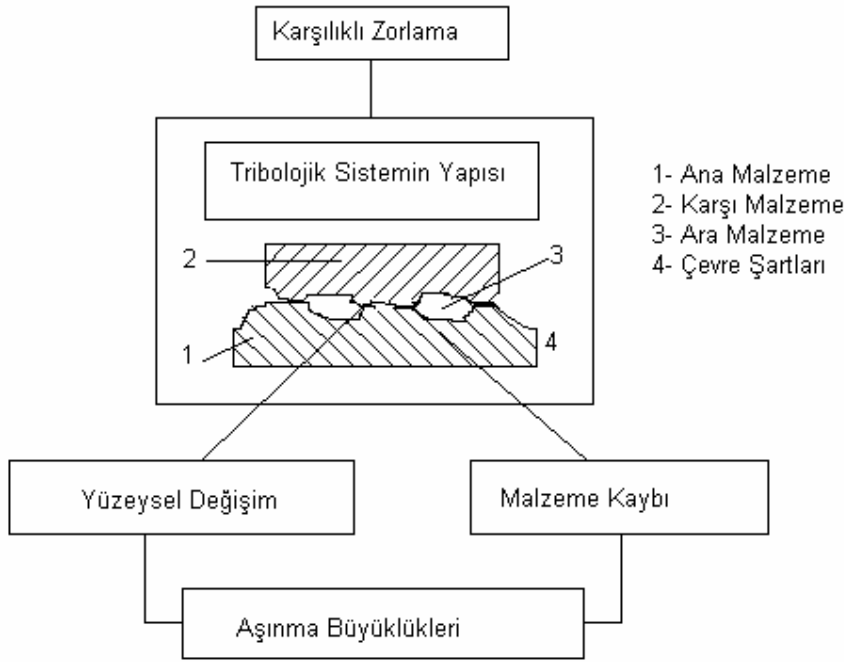 Karşılıklı Zorlama
Tribolojik Sistemin Yapısı
1- Ana Malzeme
2- Karşı Malzeme
3- Ara Malzeme
4- Çevre Şartları
2
3
1
4
Yüzeysel Değişim
Malzeme Kaybı
Aşınma Büyüklükleri